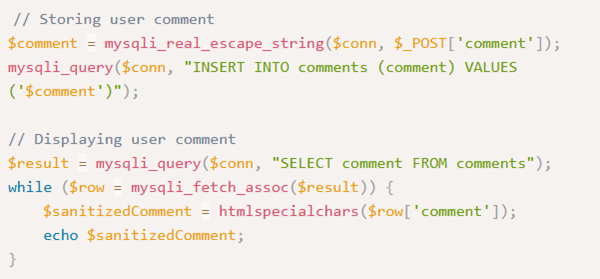 // Storing user comment
$comment = mysqli_real_escape_string($conn, $_POST['comment']);
mysqli_query($conn, "INSERT INTO comments (comment) VALUES
('$comment')");
// Displaying user comment
$result = mysqli_query($conn, "SELECT comment FROM comments");
while ($row = mysqli_fetch_assoc($result)) {
    $sanitizedComment = htmlspecialchars($row['comment']);
    echo $sanitizedComment;
}